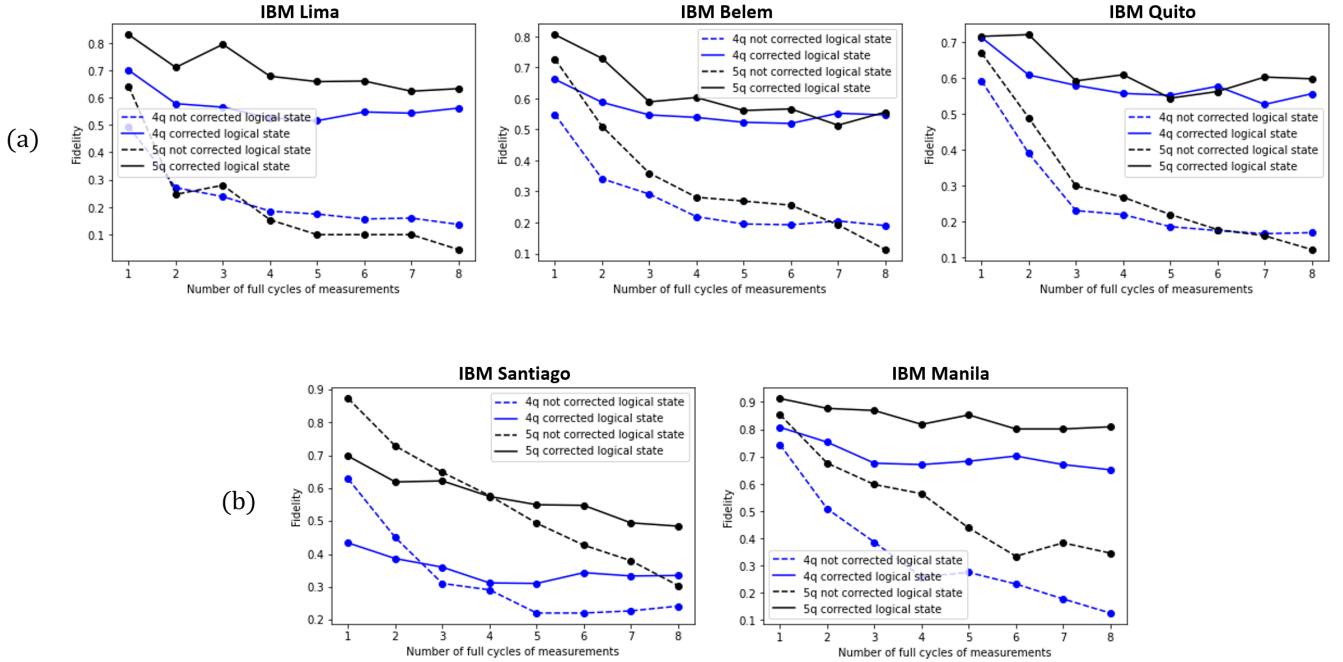 IBM Lima
0.8
0.7
0.6
0.5
0.4
0.3
0.2
0.1
Fidelity
4q not corrected logical state
4q corrected logical state
5q not corrected logical state
5q corrected logical state
1 2 3 4 5 6 7 8
Number of full cycles of measurements
IBM Belem
0.8
0.7
0.6
0.5
0.4
0.3
0.2
0.1
Fidelity
4q not corrected logical state
4q corrected logical state
5q not corrected logical state
5q corrected logical state
1 2 3 4 5 6 7 8
Number of full cycles of measurements
IBM Quito
0.7
0.6
0.5
0.4
0.3
0.2
0.1
Fidelity
4q not corrected logical state
4q corrected logical state
5q not corrected logical state
5q corrected logical state
1 2 3 4 5 6 7 8
Number of full cycles of measurements
(a)
IBM Santiago
0.9
0.8
0.7
0.6
0.5
0.4
0.3
0.2
Fidelity
4q not corrected logical state
4q corrected logical state
5q not corrected logical state
5q corrected logical state
1 2 3 4 5 6 7 8
Number of full cycles of measurements
IBM Manila
0.9
0.8
0.7
0.6
0.5
0.4
0.3
0.2
0.1
Fidelity
4q not corrected logical state
4q corrected logical state
5q not corrected logical state
5q corrected logical state
1 2 3 4 5 6 7 8
Number of full cycles of measurements
(b)